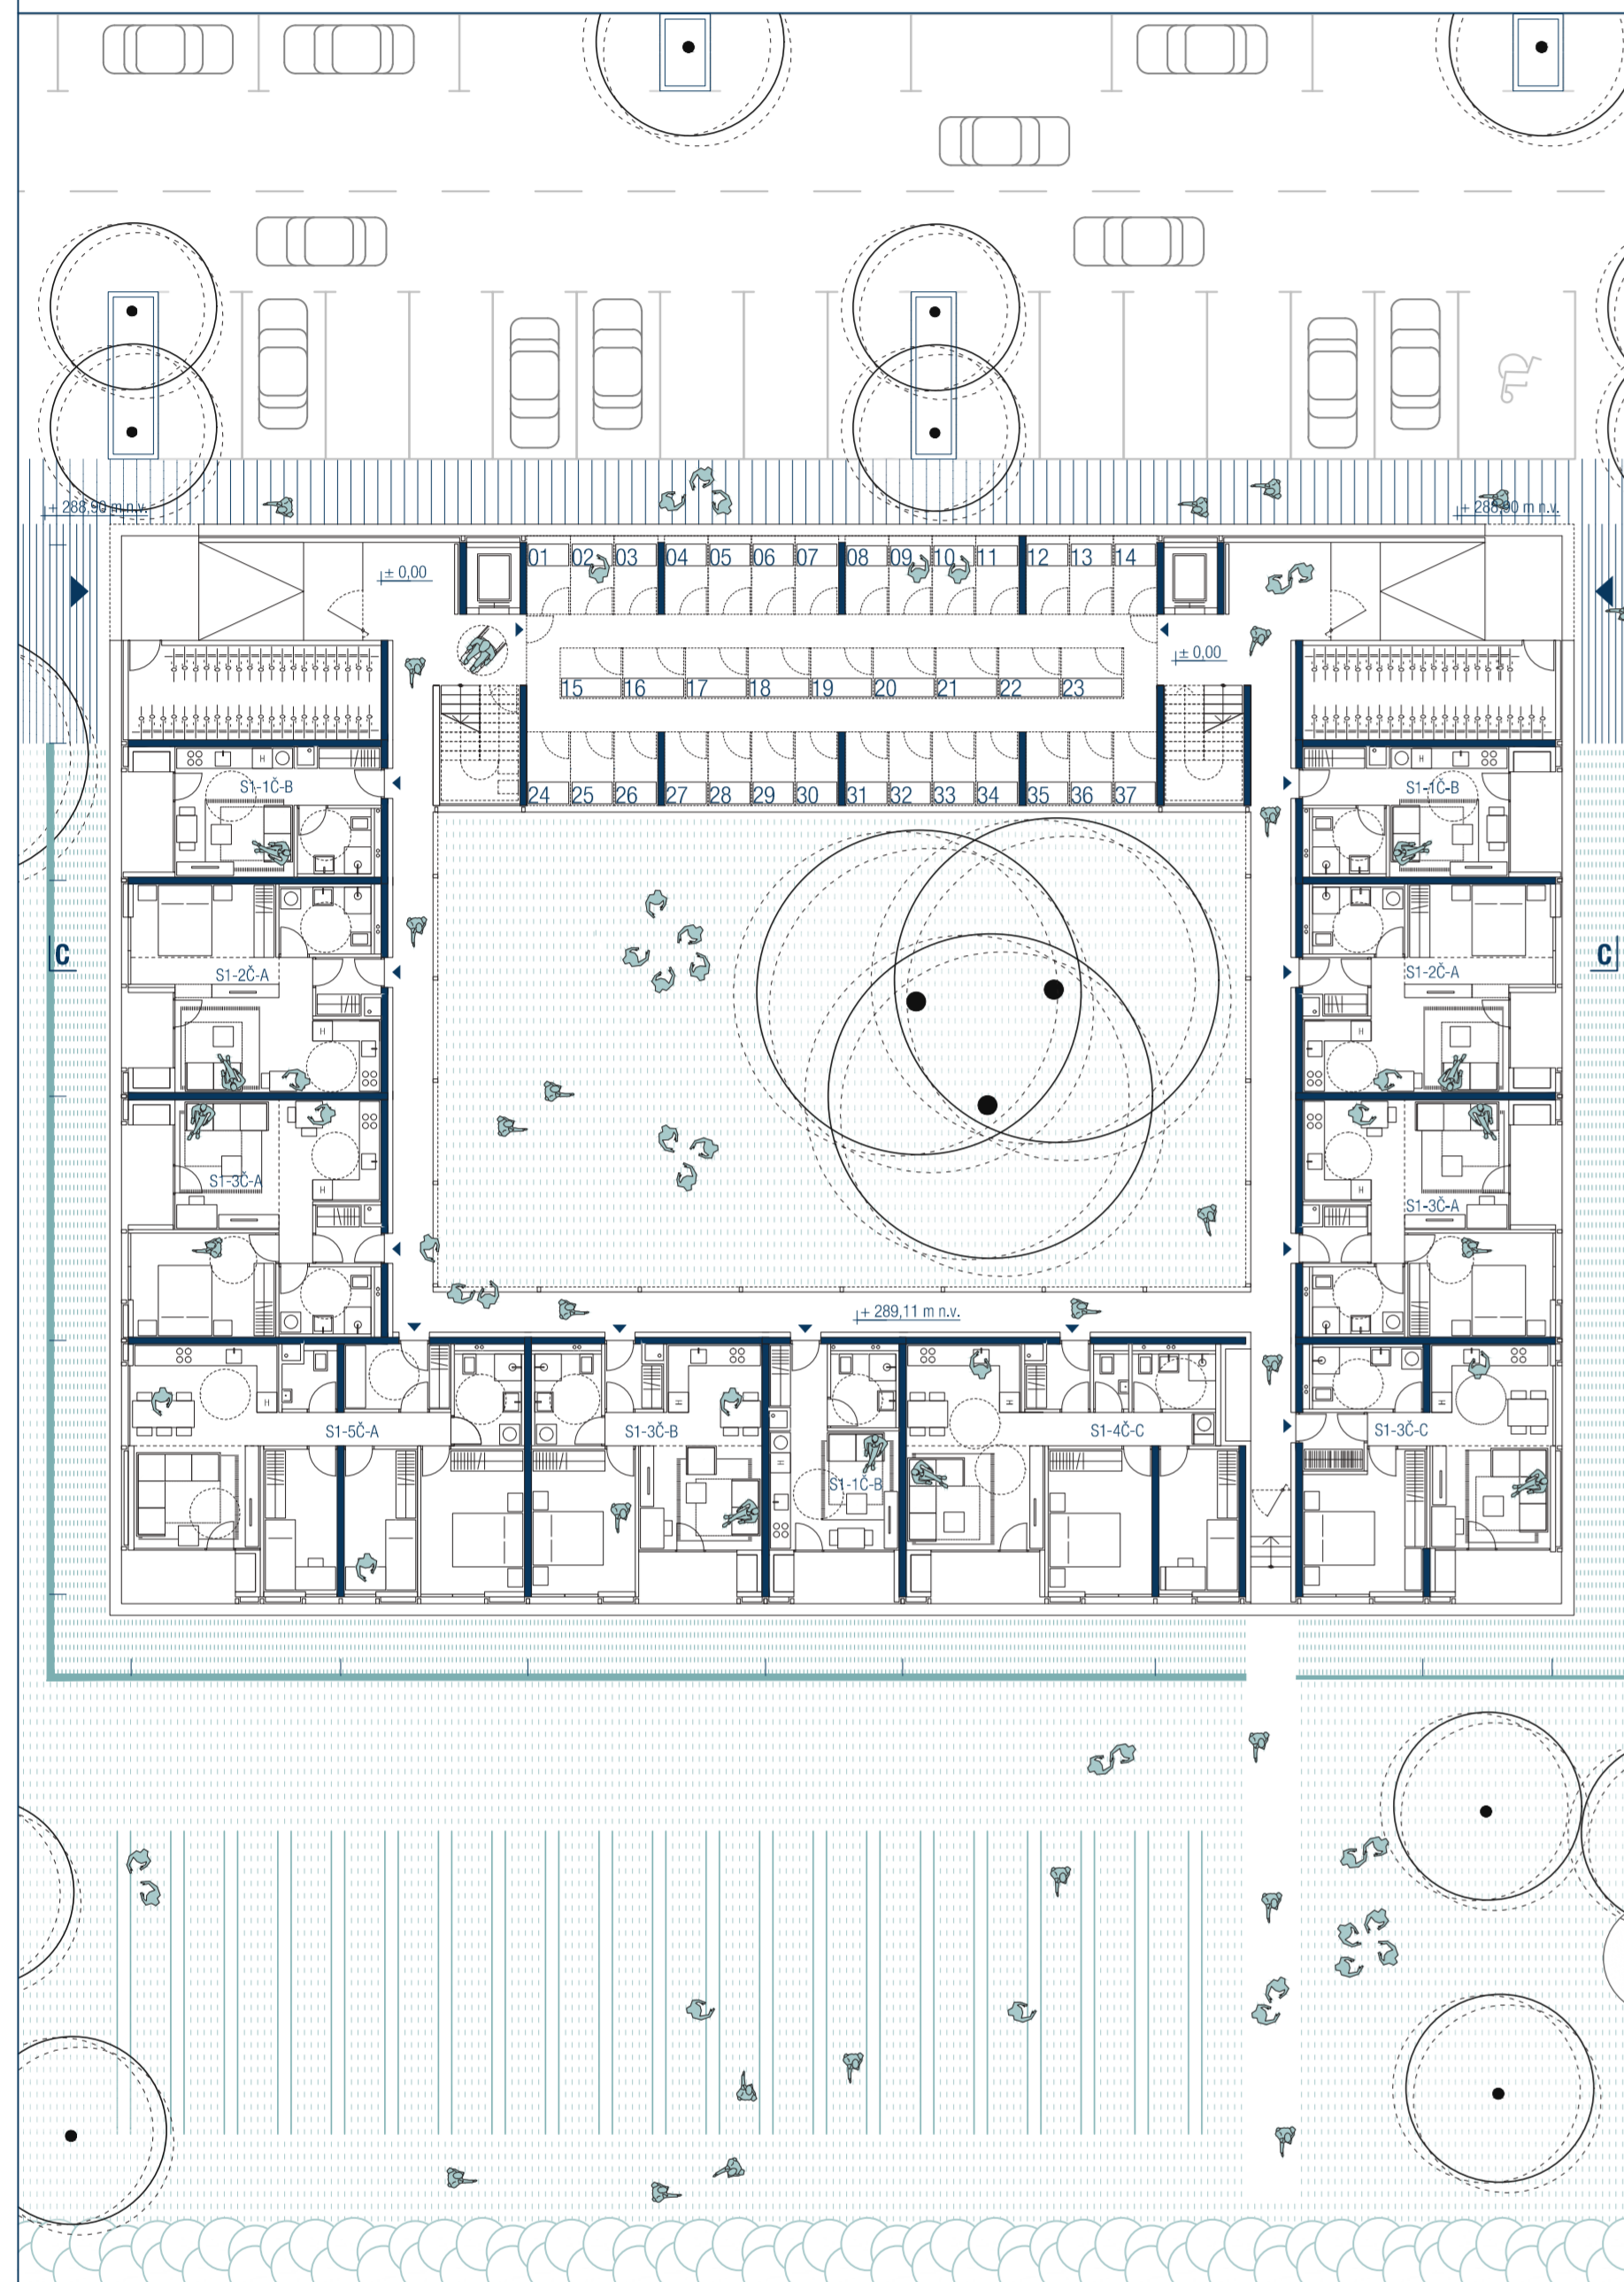 + 288,90 m n.v.
+ 288,90 m n.v.
01 02 03 04 05 06 07 08 09 10 11 12 13 14
± 0,00
± 0,00
15 16 17 18 19 20 21 22 23
24 25 26 27 28 29 30 31 32 33 34 35 36 37
H
H
S1-1Č-B
S1-1Č-B
C
C
S1-2Č-A
S1-2Č-A
H
H
S1-3Č-A
H
H
S1-3Č-A
+ 289,11 m n.v.
H
H
H
H
S1-5Č-A
S1-3Č-B
S1-4Č-C
S1-3Č-C
H
S1-1Č-B